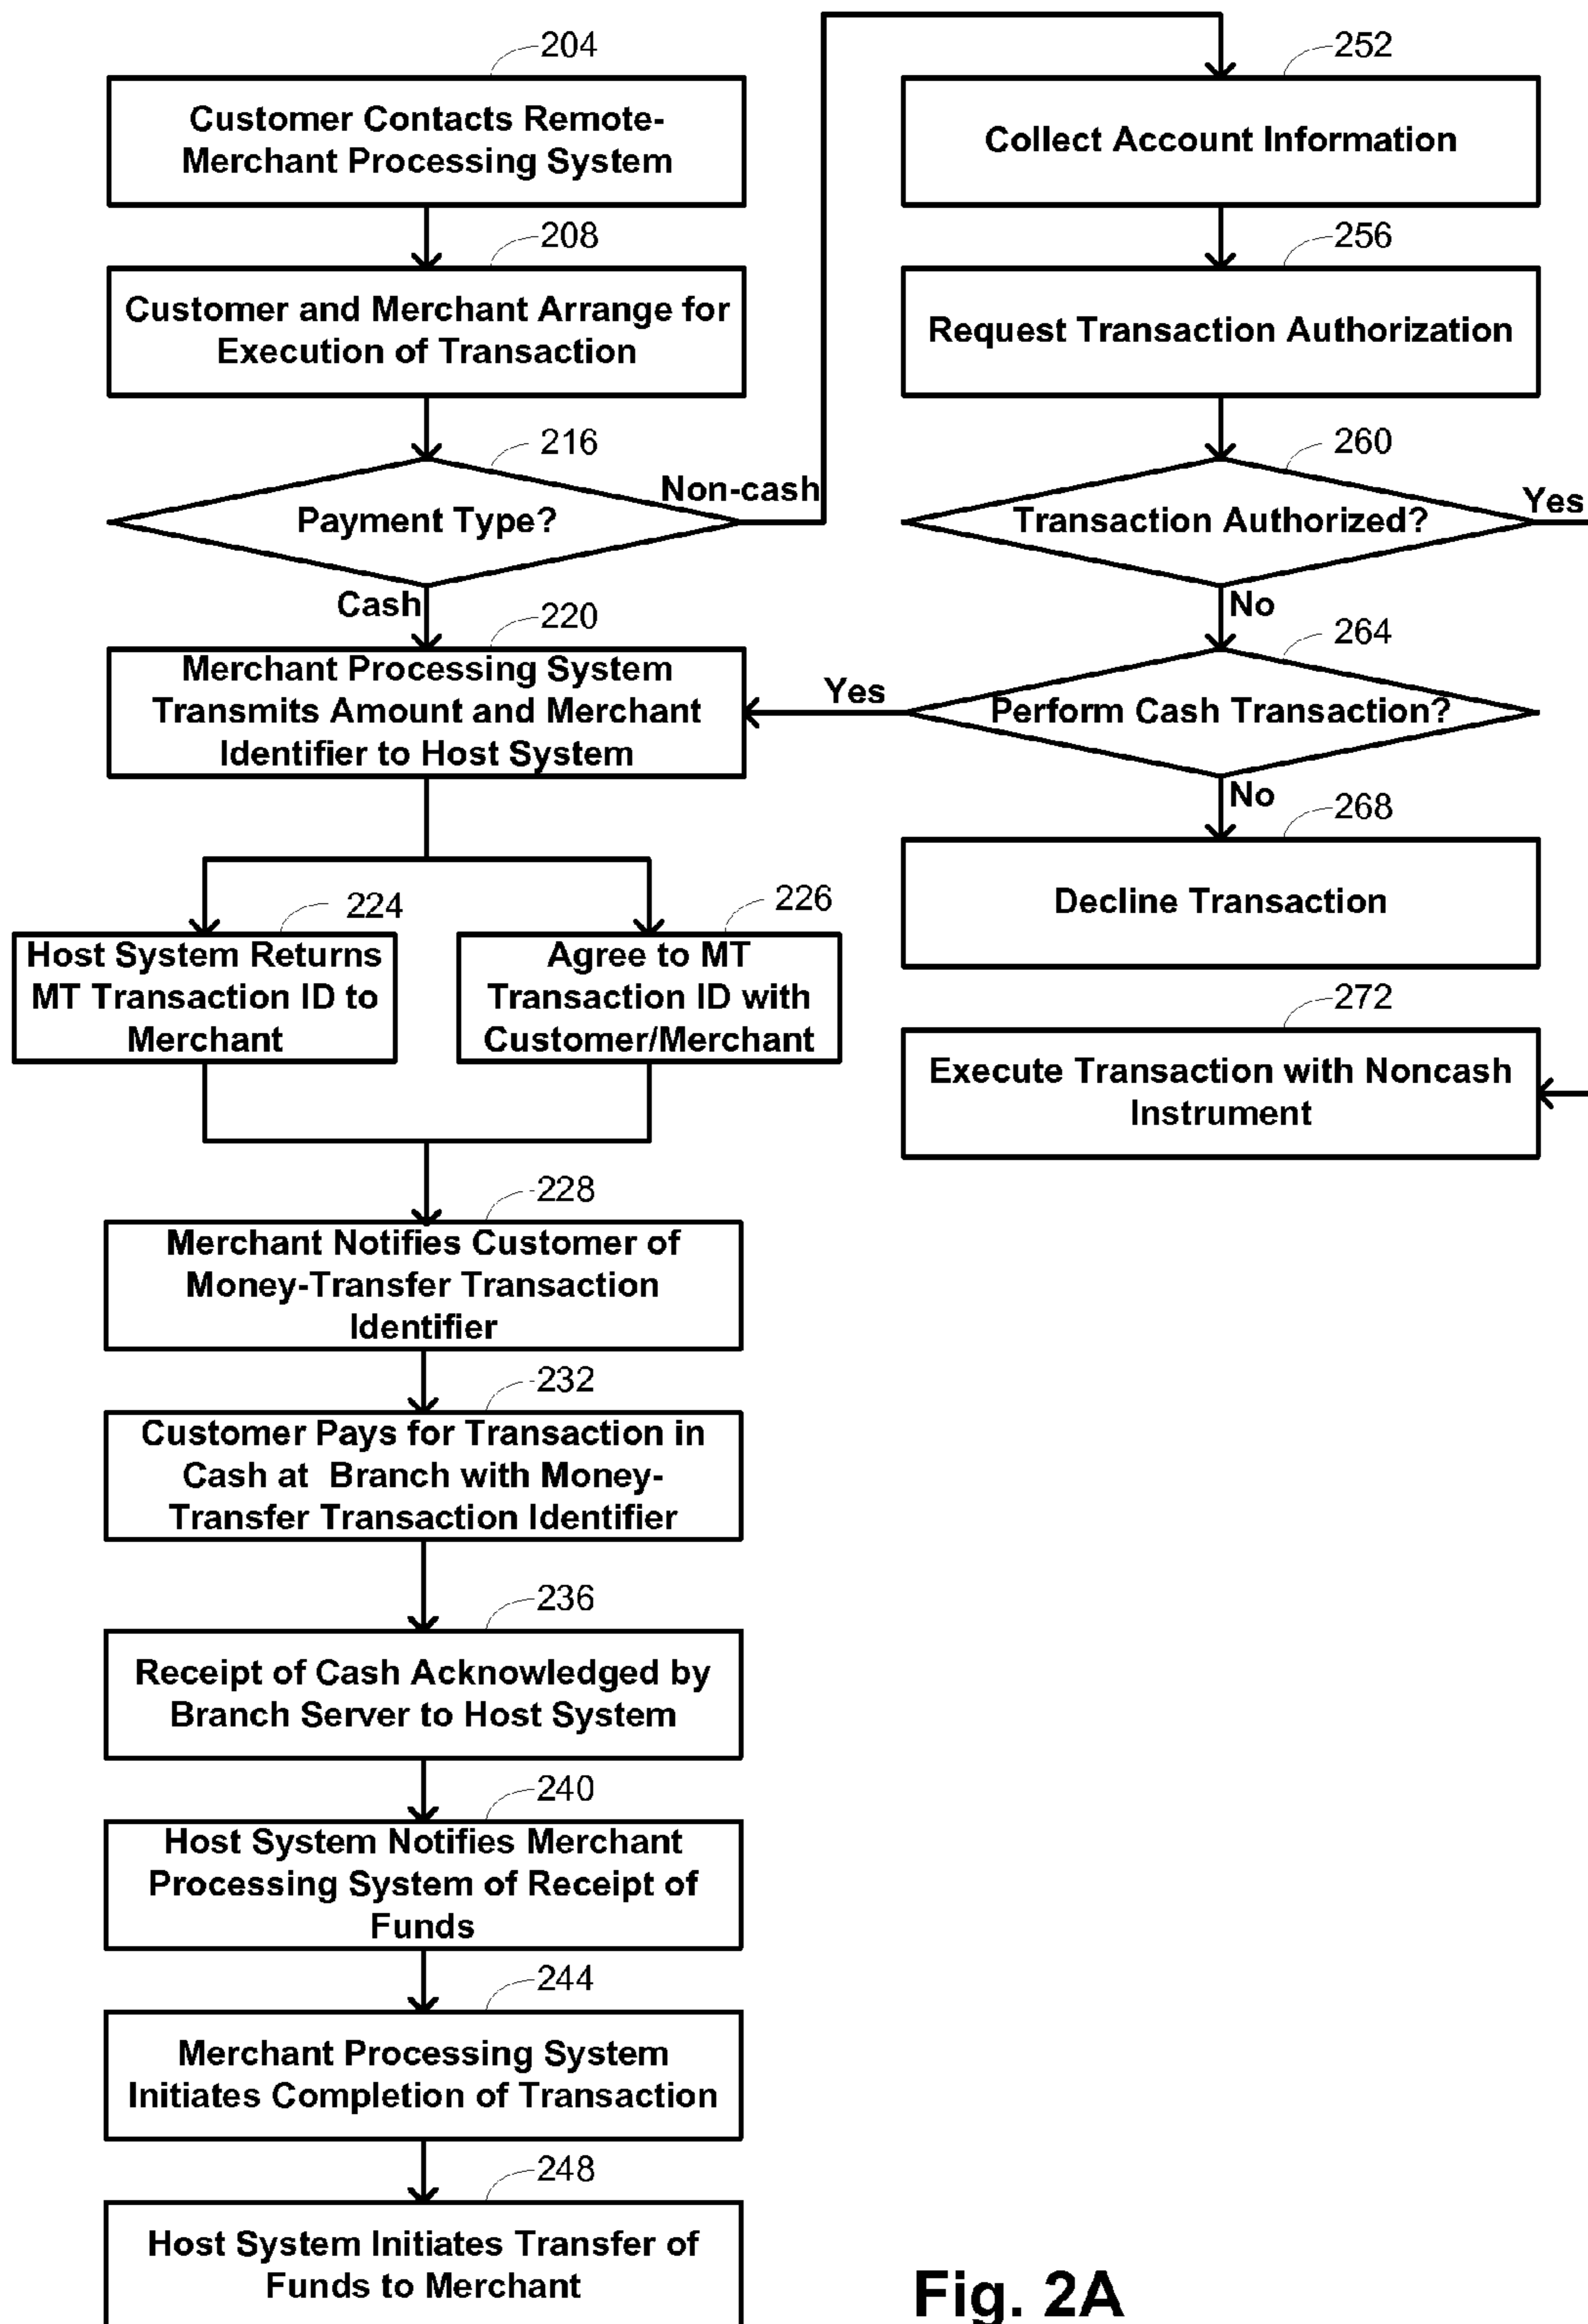 204
Customer Contacts Remote-
Merchant Processing System
208
Customer and Merchant Arrange for
Execution of Transaction
216
Payment Type?
Non-cash
Cash
220
Merchant Processing System
Transmits Amount and Merchant
Identifier to Host System
224
Host System Returns
MT Transaction ID to
Merchant
226
Agree to MT
Transaction ID with
Customer/Merchant
228
Merchant Notifies Customer of
Money-Transfer Transaction
Identifier
232
Customer Pays for Transaction in
Cash at Branch with Money-
Transfer Transaction Identifier
236
Receipt of Cash Acknowledged by
Branch Server to Host System
240
Host System Notifies Merchant
Processing System of Receipt of
Funds
244
Merchant Processing System
Initiates Completion of Transaction
248
Host System Initiates Transfer of
Funds to Merchant
252
Collect Account Information
256
Request Transaction Authorization
260
Transaction Authorized?
Yes
No
264
Perform Cash Transaction?
Yes
No
268
Decline Transaction
272
Execute Transaction with Noncash
Instrument
Fig. 2A